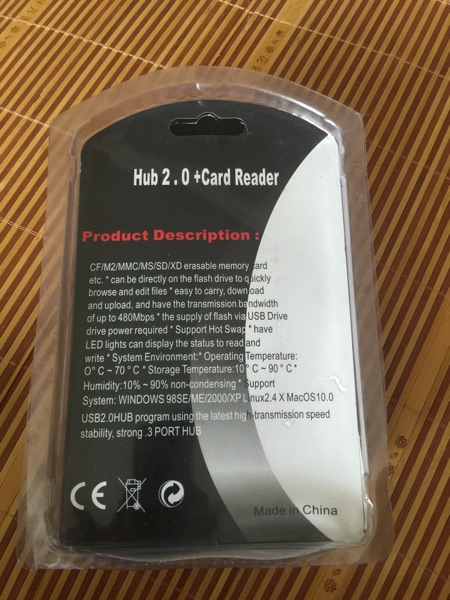 Hub 2.0 +Card Reader
Product Description :
CF/M2/MMC/MS/SD/XD erasable memory card
etc. * can be directly on the flash drive to quickly
browse and edit files * easy to carry, download
and upload, and have the transmission bandwidth
of up to 480Mbps * the supply of flash via USB Drive
drive power required * Support Hot Swap * have
LED lights can display the status to read and
write * System Environment:* Operating Temperature:
O° C ~ 70 ° C * Storage Temperature:10 ° C ~ 90 ° C *
Humidity:10% ~ 90% non-condensing * Support
System: WINDOWS 98SE/ME/2000/XP Linux2.4 X MacOS10.0
USB2.0HUB program using the latest high-transmission speed
stability, strong .3 PORT HUB
CE
Made in China